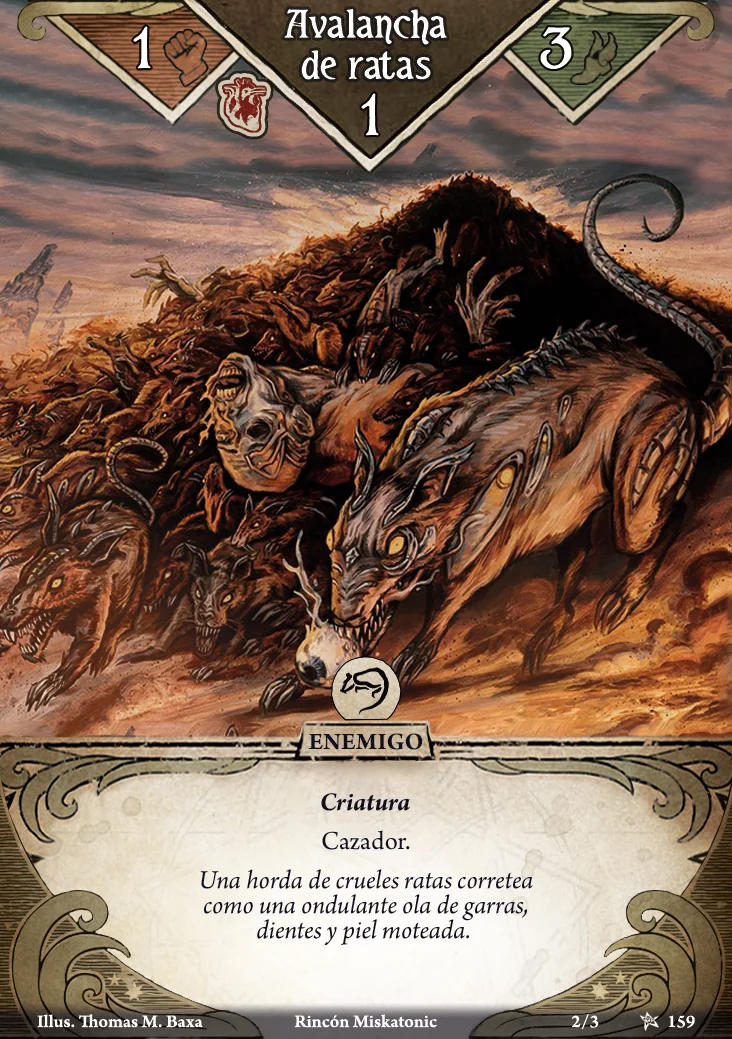 Avalancha
de ratas
1
1
3
ENEMIGO
Criatura
Cazador.
Una horda de crueles ratas corretea
como una ondulante ola de garras,
dientes y piel moteada.
Illus. Thomas M. Baxa
Rincón Miskatonic
2/3
159